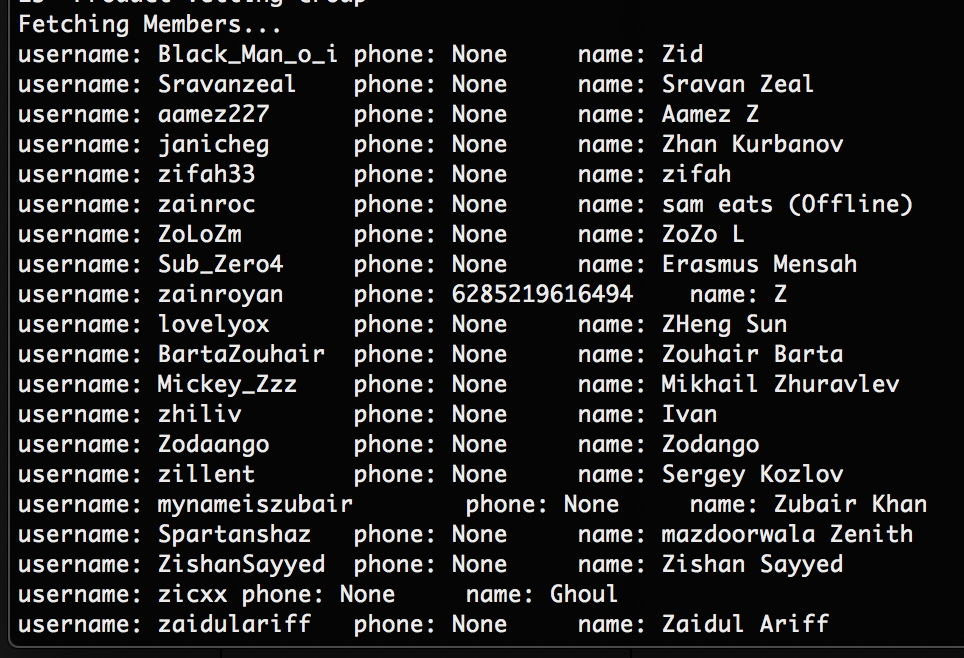 Fetching Members...
username: Black_Man_o_i phone: None name: Zid
username: Sravanzeal phone: None name: Sravan Zeal
username: aamez227 phone: None name: Aamez Z
username: janicheg phone: None name: Zhan Kurbanov
username: zifah33 phone: None name: zifah
username: zainroc phone: None name: sam eats (Offline)
username: ZoLoZm phone: None name: ZoZo L
username: Sub_Zero4 phone: None name: Erasmus Mensah
username: zainroyan phone: 6285219616494 name: Z
username: lovelyox phone: None name: ZHeng Sun
username: BartaZouhair phone: None name: Zouhair Barta
username: Mickey_Zzz phone: None name: Mikhail Zhuravlev
username: zhiliv phone: None name: Ivan
username: Zodaango phone: None name: Zodango
username: zillent phone: None name: Sergey Kozlov
username: mynameiszubair phone: None name: Zubair Khan
username: Spartanshaz phone: None name: mazdoorwala Zenith
username: ZishanSayyed phone: None name: Zishan Sayyed
username: zicxx phone: None name: Ghoul
username: zaidulariff phone: None name: Zaidul Ariff